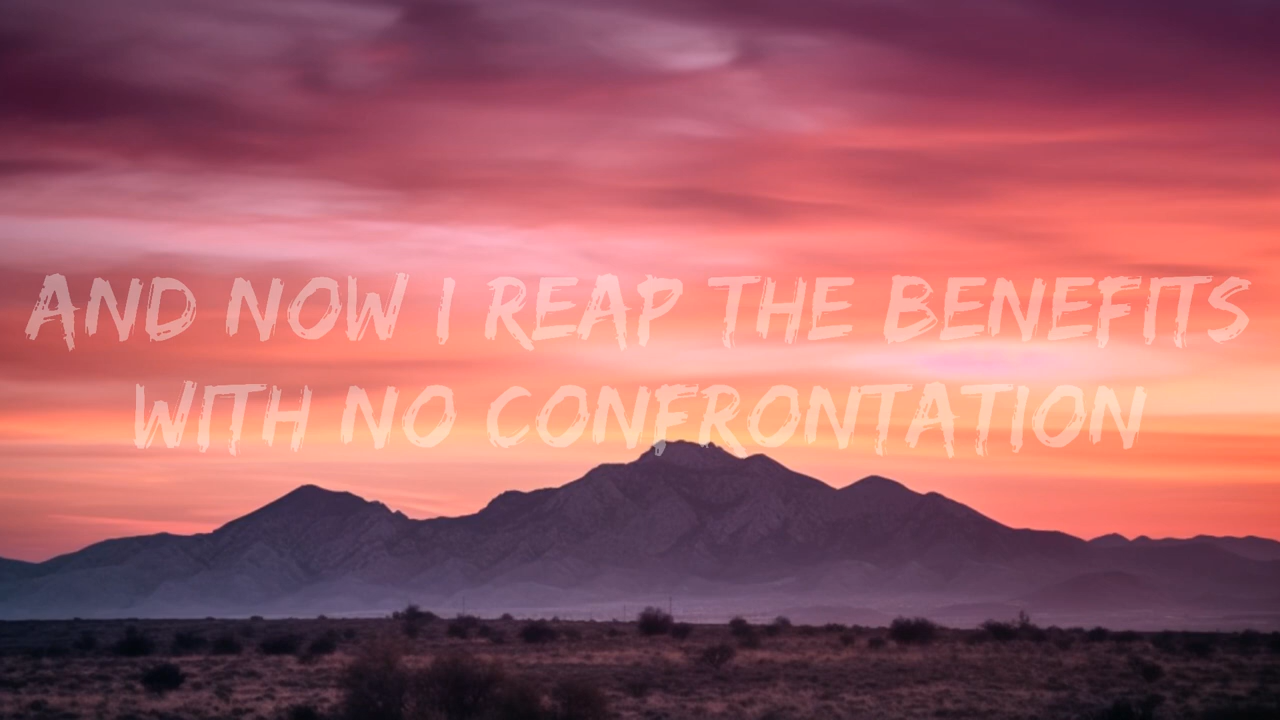 AND NOW I REAP THE BENEFITS
WITH NO CONFRONTATION